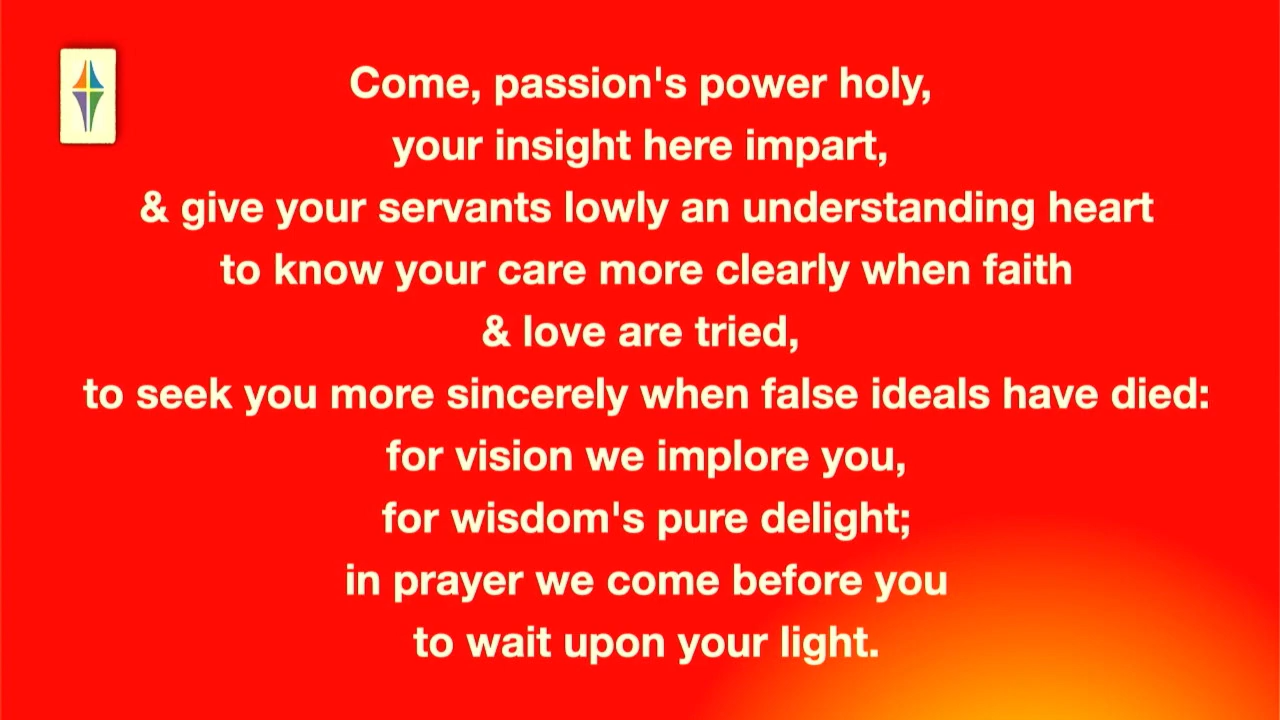 Come, passion's power holy,
your insight here impart,
& give your servants lowly an understanding heart
to know your care more clearly when faith
& love are tried,
to seek you more sincerely when false ideals have died:
for vision we implore you,
for wisdom's pure delight;
in prayer we come before you
to wait upon your light.